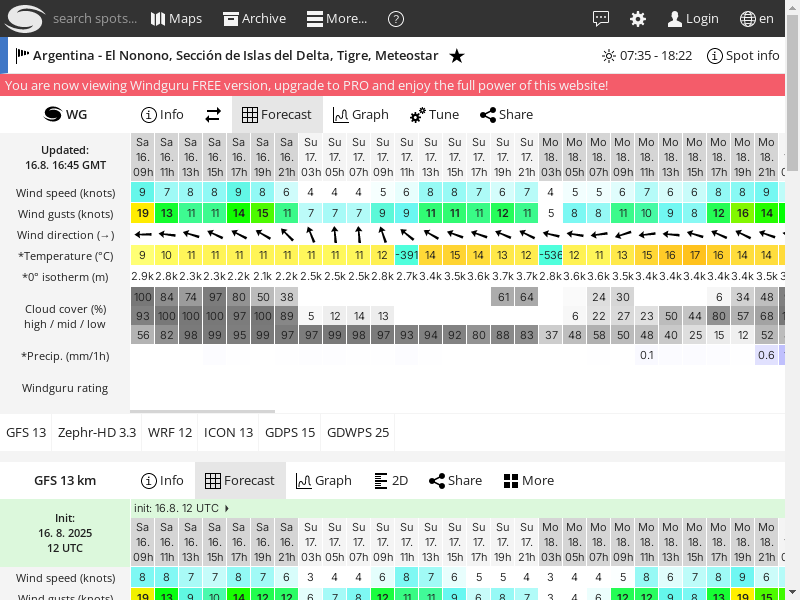 search spots... Maps Archive More... ? Login en
Argentina - El Nonono, Sección de Islas del Delta, Tigre, Meteostar ★ 07:35 - 18:22 Spot info
You are now viewing Windguru FREE version, upgrade to PRO and enjoy the full power of this website!
WG Info Forecast Graph Tune Share
Updated:
16.8. 16:45 GMT
Sa Sa Sa Sa Sa Sa Sa Su Su Su Su Su Su Su Su Su Su Mo Mo Mo Mo Mo Mo Mo Mo Mo Mo
16. 16. 16. 16. 16. 16. 16. 17. 17. 17. 17. 17. 17. 17. 17. 17. 17. 18. 18. 18. 18. 18. 18. 18. 18. 18. 18.
09h 11h 13h 15h 17h 19h 21h 03h 05h 07h 09h 11h 13h 15h 17h 19h 21h 03h 05h 07h 09h 11h 13h 15h 17h 19h 21h
Wind speed (knots) 9 7 8 8 9 8 6 4 4 4 5 6 8 8 7 6 7 4 5 5 6 7 6 6 8 8 9
Wind gusts (knots) 19 13 11 11 14 15 11 7 7 7 9 9 11 11 11 12 11 5 8 8 11 10 9 8 12 16 14
Wind direction (→)
*Temperature (°C) 9 10 11 11 11 11 11 11 11 11 12 -391 14 15 14 13 12 -536 12 11 13 15 16 17 16 14 14
*0° isotherm (m) 2.9k 2.8k 2.3k 2.3k 2.2k 2.1k 2.2k 2.5k 2.5k 2.5k 2.8k 2.7k 3.4k 3.5k 3.6k 3.7k 3.7k 2.8k 3.4k 3.6k 3.5k 3.4k 3.4k 3.4k 3.4k 3.4k 3.5k
Cloud cover (%)
high / mid / low
100 84 74 97 80 50 38 61 64 24 30 6 34 48
93 100 100 100 97 100 89 5 12 14 13 6 22 27 23 50 44 80 57 68
56 82 98 99 95 99 97 97 99 98 97 93 94 92 80 88 83 37 48 58 50 48 40 25 15 12 52
*Precip. (mm/1h) 0.1 0.6
Windguru rating
GFS 13 Zephr-HD 3.3 WRF 12 ICON 13 GDPS 15 GDWPS 25
GFS 13 km Info Forecast Graph 2D Share More
Init:
16. 8. 2025
12 UTC
init: 16.8. 12 UTC
Sa Sa Sa Sa Sa Sa Sa Su Su Su Su Su Su Su Su Su Su Mo Mo Mo Mo Mo Mo Mo Mo Mo Mo
16. 16. 16. 16. 16. 16. 16. 17. 17. 17. 17. 17. 17. 17. 17. 17. 17. 18. 18. 18. 18. 18. 18. 18. 18. 18. 18.
09h 11h 13h 15h 17h 19h 21h 03h 05h 07h 09h 11h 13h 15h 17h 19h 21h 03h 05h 07h 09h 11h 13h 15h 17h 19h 21h
Wind speed (knots) 8 8 7 7 8 7 6 3 4 4 6 8 7 6 5 5 4 3 4 4 5 8 6 7 8 9 6
Wind gusts (knots) 19 13 9 10 14 12 12 6 7 8 12 11 11 9 6 8 7 3 4 6 12 12 9 8 13 19 15